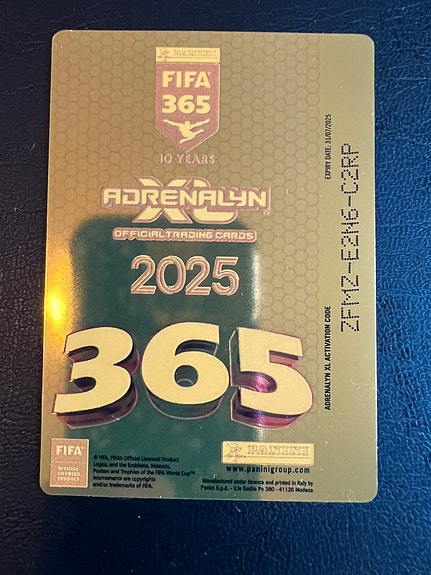 PANINI
FIFA
365
10 YEARS
ADRENALYN
XL
OFFICIAL TRADING CARDS
2025
365
FIFA®
OFFICIAL
LICENSED
PRODUCT
© FIFA, FIFA's Official Licensed Product
Logos, and the Emblems, Mascots,
Posters and Trophies of the FIFA World Cup™
tournaments are copyrights
and/or trademarks of FIFA.
PANINI
www.paninigroup.com
Manufactured under licence and printed in Italy by
Panini S.p.A. - V.le Emilio Po 380 - 41126 Modena
ADRENALYN XL ACTIVATION CODE
EXPIRY DATE: 31/07/2025
2FMZ-E2N6-C2RP